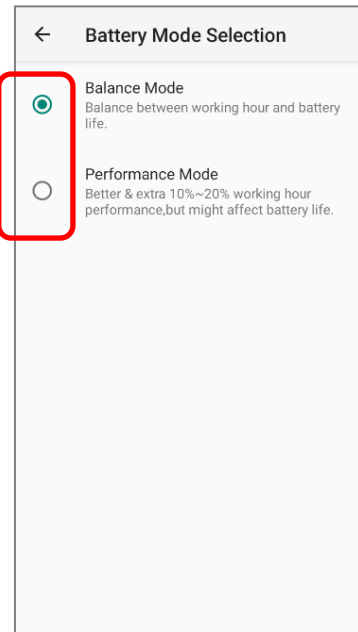 Battery Mode Selection
Balance Mode
Balance between working hour and battery
life.
Performance Mode
Better & extra 10%~20% working hour
performance,but might affect battery life.